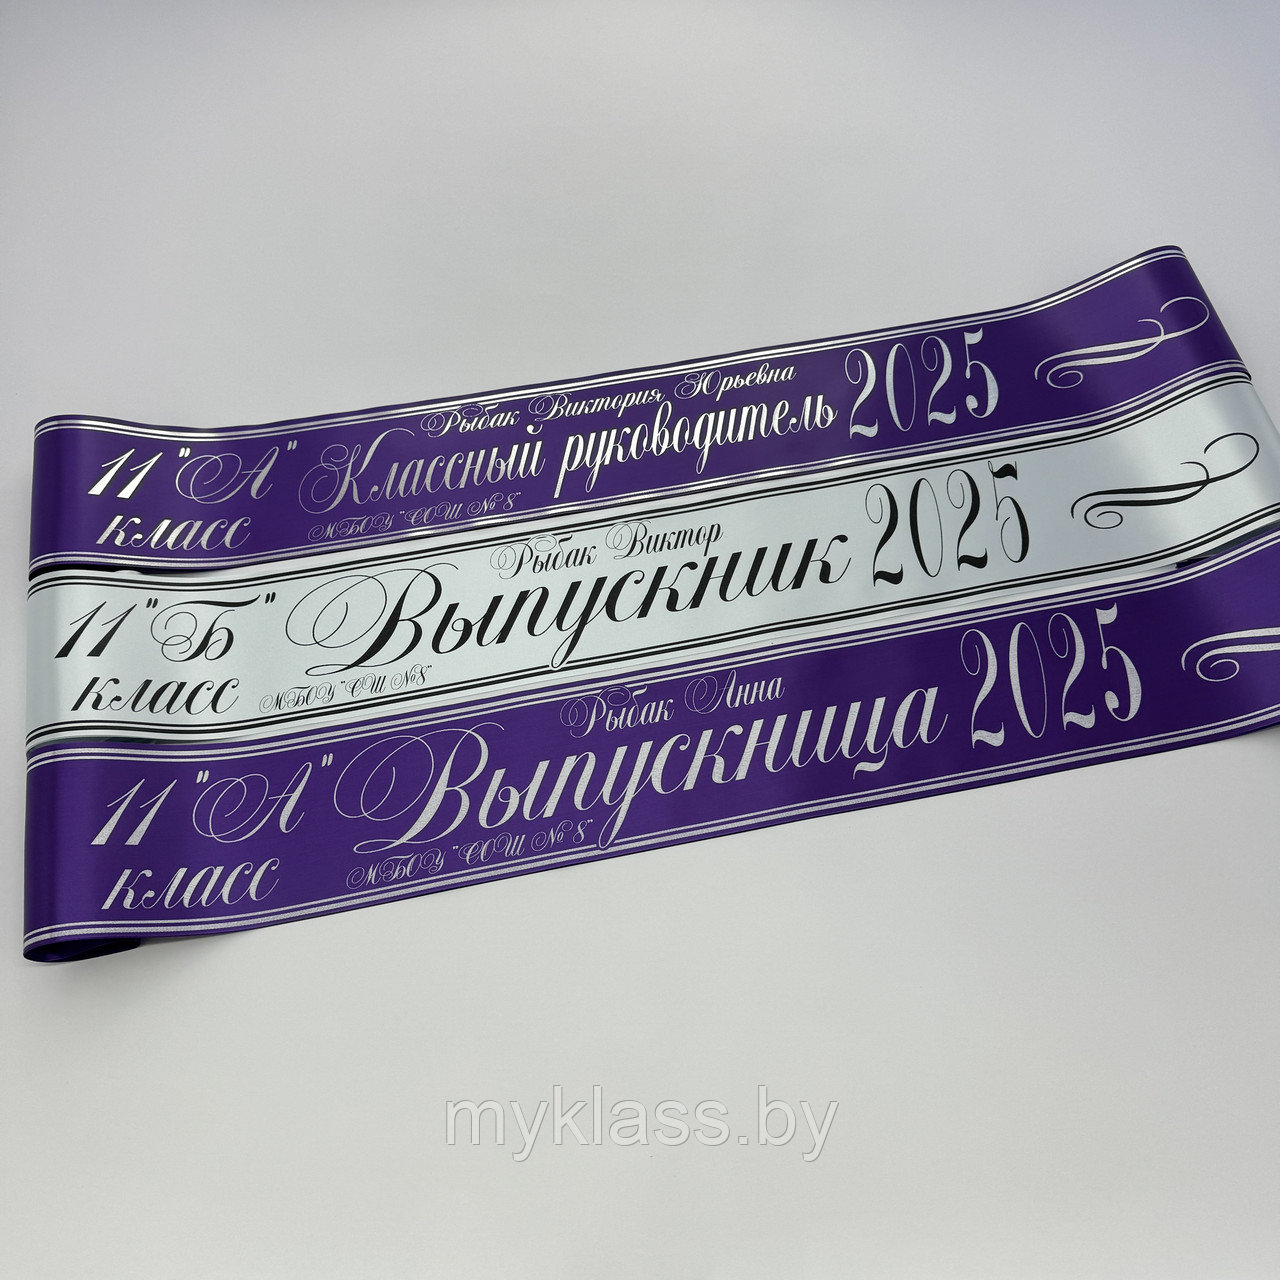 Рыбак Виктория Юрьевна
11 "А" Классный руководитель 2025
класс МБОУ "СОШ № 8"
Рыбак Виктор
11 "Б" Выпускник 2025
класс МБОУ "СШ №8"
Рыбак Анна
11 "А" Выпускница 2025
класс МБОУ "СОШ № 8"
myklass.by